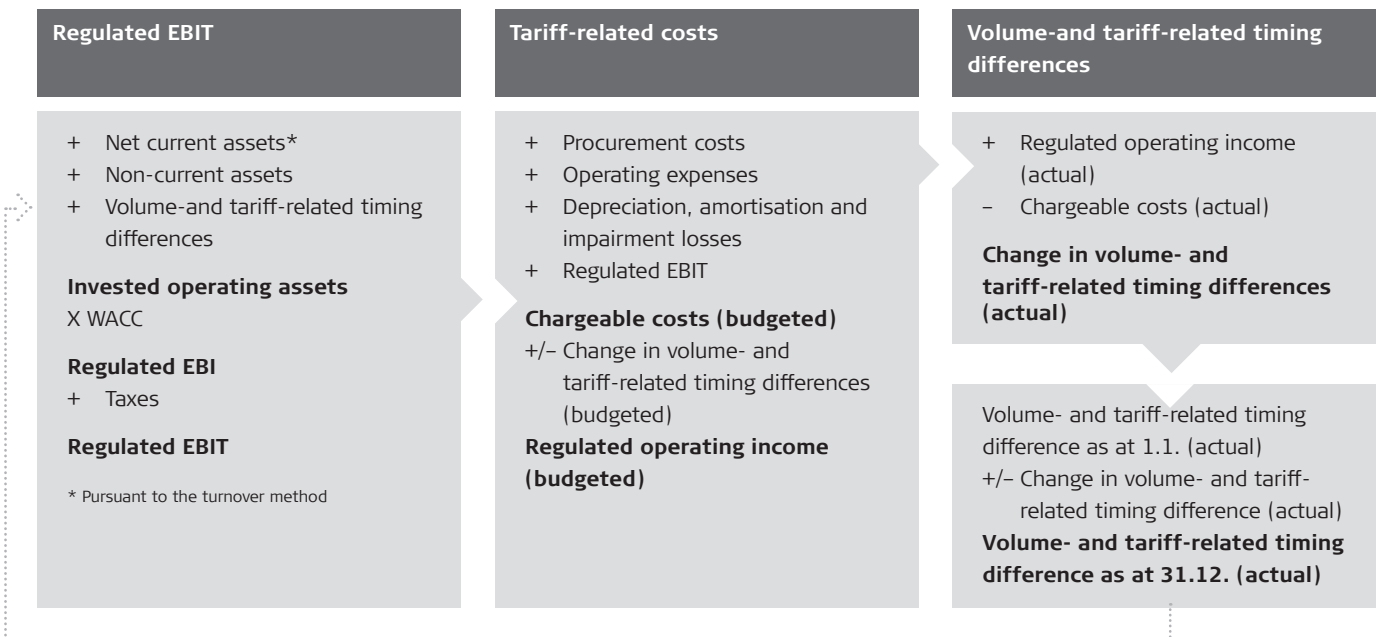 Regulated EBIT
+ Net current assets*
+ Non-current assets
+ Volume-and tariff-related timing
differences
Invested operating assets
X WACC
Regulated EBI
+ Taxes
Regulated EBIT
* Pursuant to the turnover method
Tariff-related costs
+ Procurement costs
+ Operating expenses
+ Depreciation, amortisation and
impairment losses
+ Regulated EBIT
Chargeable costs (budgeted)
+/– Change in volume- and
tariff-related timing differences
(budgeted)
Regulated operating income
(budgeted)
Volume-and tariff-related timing
differences
+ Regulated operating income
(actual)
– Chargeable costs (actual)
Change in volume- and
tariff-related timing differences
(actual)
Volume- and tariff-related timing
difference as at 1.1. (actual)
+/– Change in volume- and tariff-
related timing difference (actual)
Volume- and tariff-related timing
difference as at 31.12. (actual)